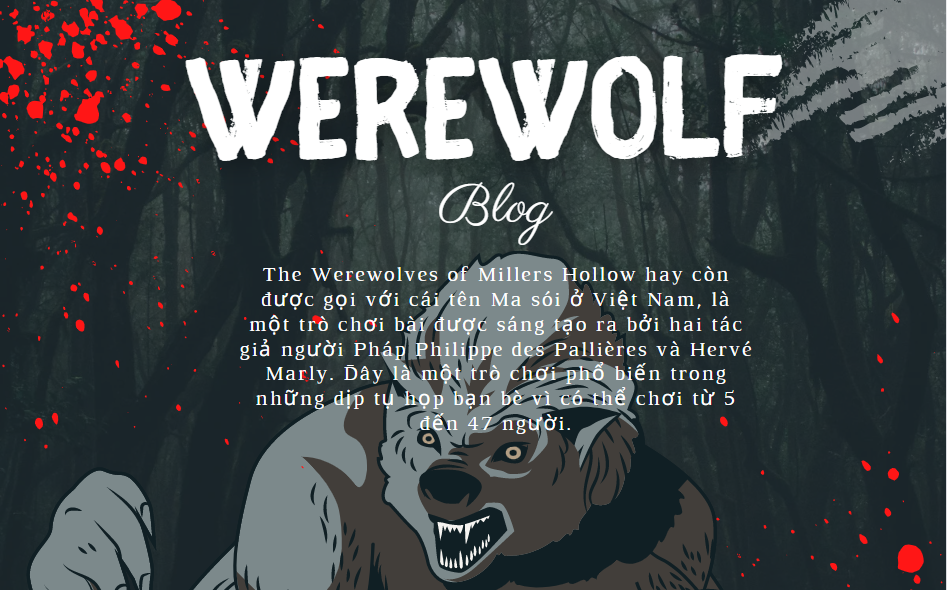 WEREWOLF
Blog
The Werewolves of Millers Hollow hay còn
được gọi với cái tên Ma sói ở Việt Nam, là
một trò chơi bài được sáng tạo ra bởi hai tác
giả người Pháp Philippe des Pallières và Hervé
Marly. Đây là một trò chơi phổ biến trong
những dịp tụ họp bạn bè vì có thể chơi từ 5
đến 47 người.